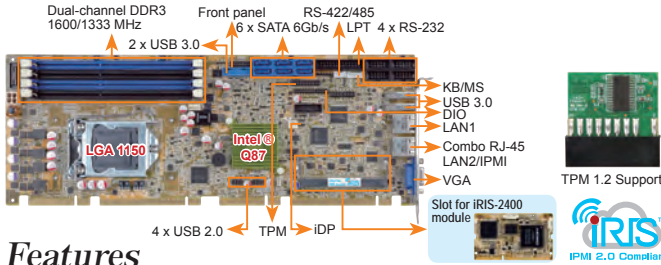 Dual-channel DDR3
1600/1333 MHz
Front panel
RS-422/485
6 x SATA 6Gb/s
LPT
4 x RS-232
2 x USB 3.0
KB/MS
USB 3.0
DIO
LAN1
Combo RJ-45
LAN2/IPMI
VGA
LGA 1150
Intel ®
Q87
TPM 1.2 Support
Slot for iRIS-2400
module
4 x USB 2.0
TPM
iDP
iRIS
IPMI 2.0 Complian
Features